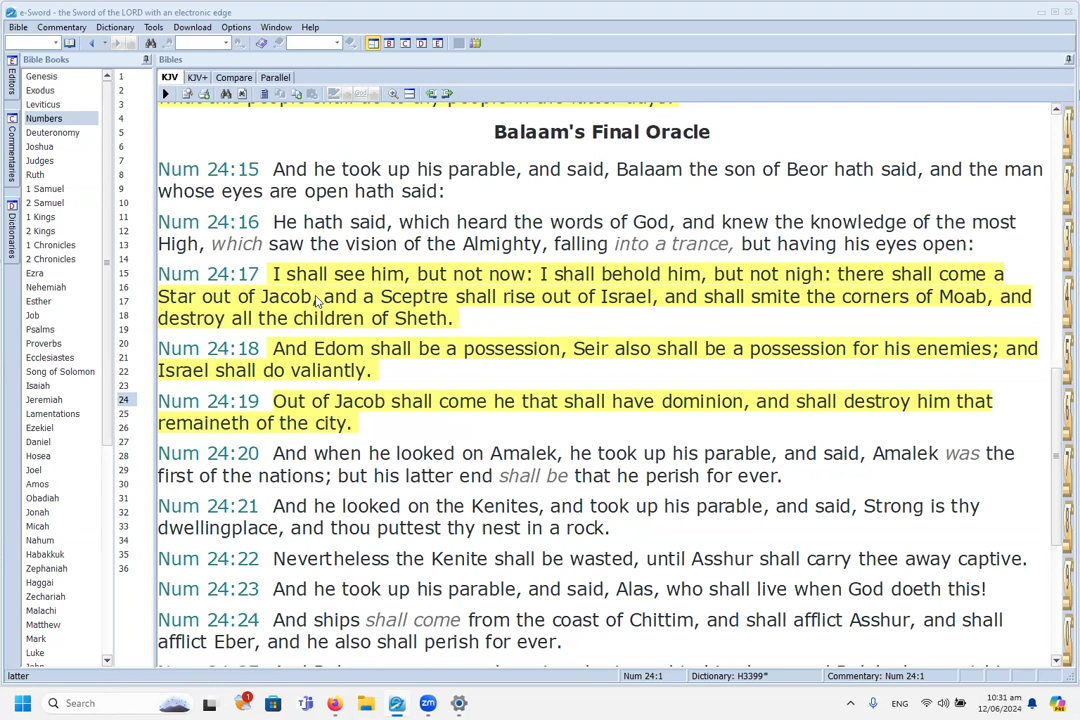 e-Sword - the Sword of the LORD with an electronic edge
Bible Commentary Dictionary Tools Download Options Window Help
B C D E
Bible Books
Bibles
Editors
Commentaries
Dictionaries
Genesis
Exodus
Leviticus
Numbers
Deuteronomy
Joshua
Judges
Ruth
1 Samuel
2 Samuel
1 Kings
2 Kings
1 Chronicles
2 Chronicles
Ezra
Nehemiah
Esther
Job
Psalms
Proverbs
Ecclesiastes
Song of Solomon
Isaiah
Jeremiah
Lamentations
Ezekiel
Daniel
Hosea
Joel
Amos
Obadiah
Jonah
Micah
Nahum
Habakkuk
Zephaniah
Haggai
Zechariah
Malachi
Matthew
Mark
Luke
John
1
2
3
4
5
6
7
8
9
10
11
12
13
14
15
16
17
18
19
20
21
22
23
24
25
26
27
28
29
30
31
32
33
34
35
36
KJV KJV+ Compare Parallel
what this people shall do to thy people in the latter days.
Balaam's Final Oracle
Num 24:15 And he took up his parable, and said, Balaam the son of Beor hath said, and the man
whose eyes are open hath said:
Num 24:16 He hath said, which heard the words of God, and knew the knowledge of the most
High, which saw the vision of the Almighty, falling into a trance, but having his eyes open:
Num 24:17 I shall see him, but not now: I shall behold him, but not nigh: there shall come a
Star out of Jacob, and a Sceptre shall rise out of Israel, and shall smite the corners of Moab, and
destroy all the children of Sheth.
Num 24:18 And Edom shall be a possession, Seir also shall be a possession for his enemies; and
Israel shall do valiantly.
Num 24:19 Out of Jacob shall come he that shall have dominion, and shall destroy him that
remaineth of the city.
Num 24:20 And when he looked on Amalek, he took up his parable, and said, Amalek was the
first of the nations; but his latter end shall be that he perish for ever.
Num 24:21 And he looked on the Kenites, and took up his parable, and said, Strong is thy
dwellingplace, and thou puttest thy nest in a rock.
Num 24:22 Nevertheless the Kenite shall be wasted, until Asshur shall carry thee away captive.
Num 24:23 And he took up his parable, and said, Alas, who shall live when God doeth this!
Num 24:24 And ships shall come from the coast of Chittim, and shall afflict Asshur, and shall
afflict Eber, and he also shall perish for ever.
latter
Num 24:1 Dictionary: H3399* Commentary: Num 24:1
Search
1
zm
ENG
10:31 am
12/06/2024
PRE